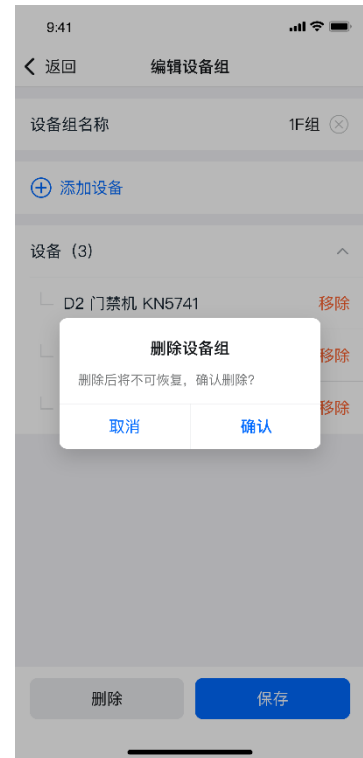 9:41
返回 编辑设备组
设备组名称 1F组
添加设备
设备（3）
D2 门禁机 KN5741 移除
移除
移除
删除设备组
删除后将不可恢复，确认删除?
取消 确认
删除 保存